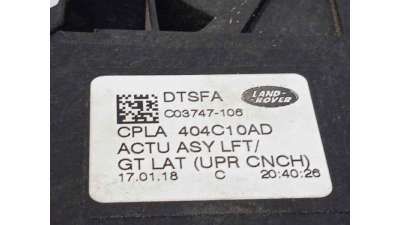 DTSFA
LAND-
ROVER
C03747-106
CPLA 404C10AD
ACTU ASY LFT/
GT LAT (UPR CNCH)
17.01.18 C 20:40:26